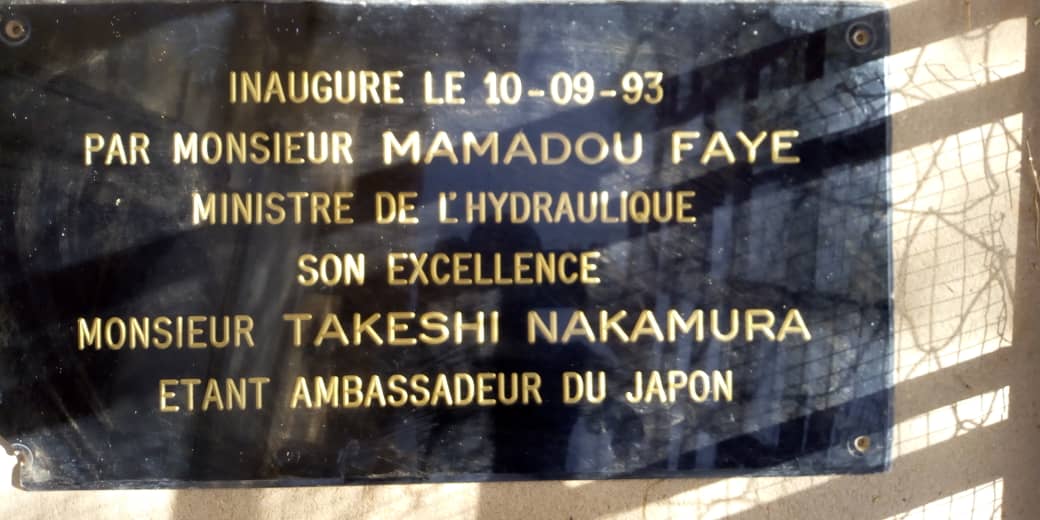 INAUGURE LE 10-09-93
PAR MONSIEUR MAMADOU FAYE
MINISTRE DE L'HYDRAULIQUE
SON EXCELLENCE
MONSIEUR TAKESHI NAKAMURA
ETANT AMBASSADEUR DU JAPON